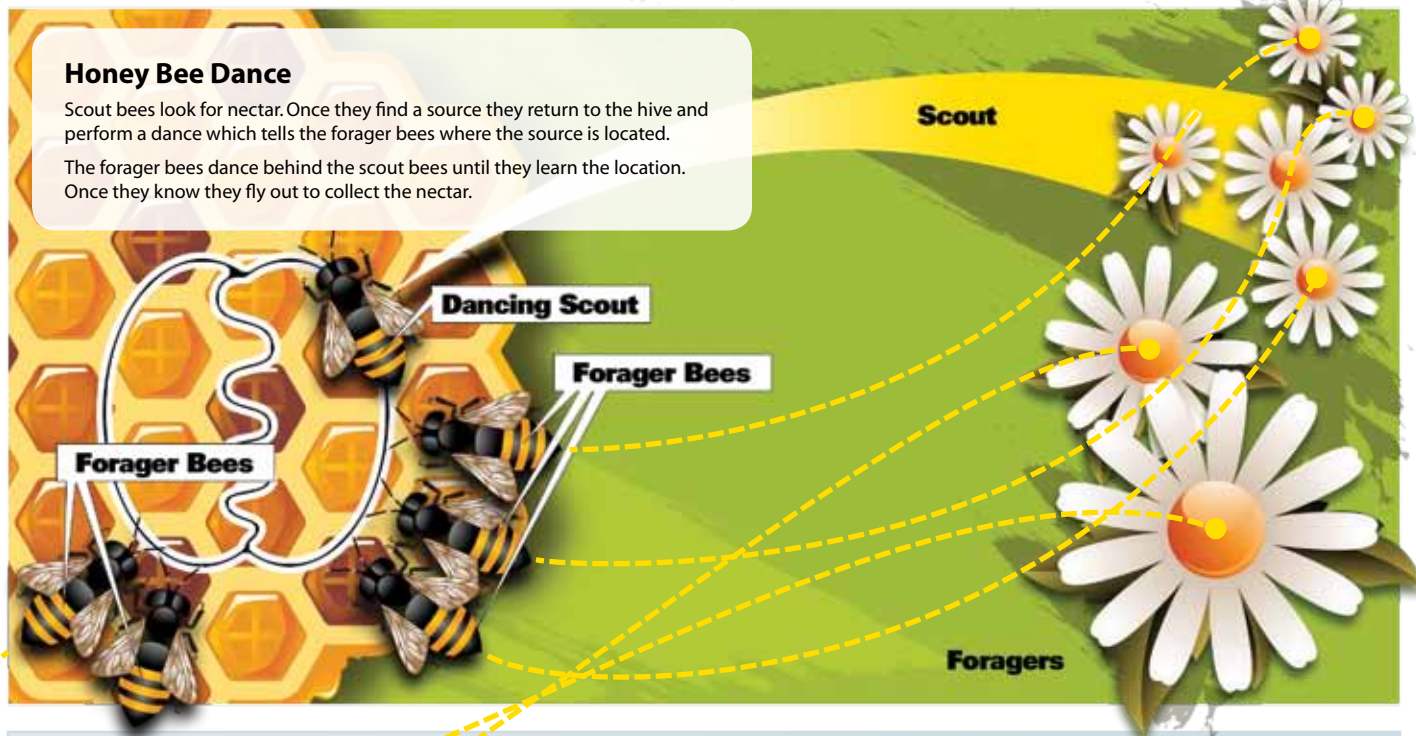 Honey Bee Dance
Scout bees look for nectar. Once they find a source they return to the hive and
perform a dance which tells the forager bees where the source is located.
The forager bees dance behind the scout bees until they learn the location.
Once they know they fly out to collect the nectar.
Scout
Dancing Scout
Forager Bees
Forager Bees
Foragers